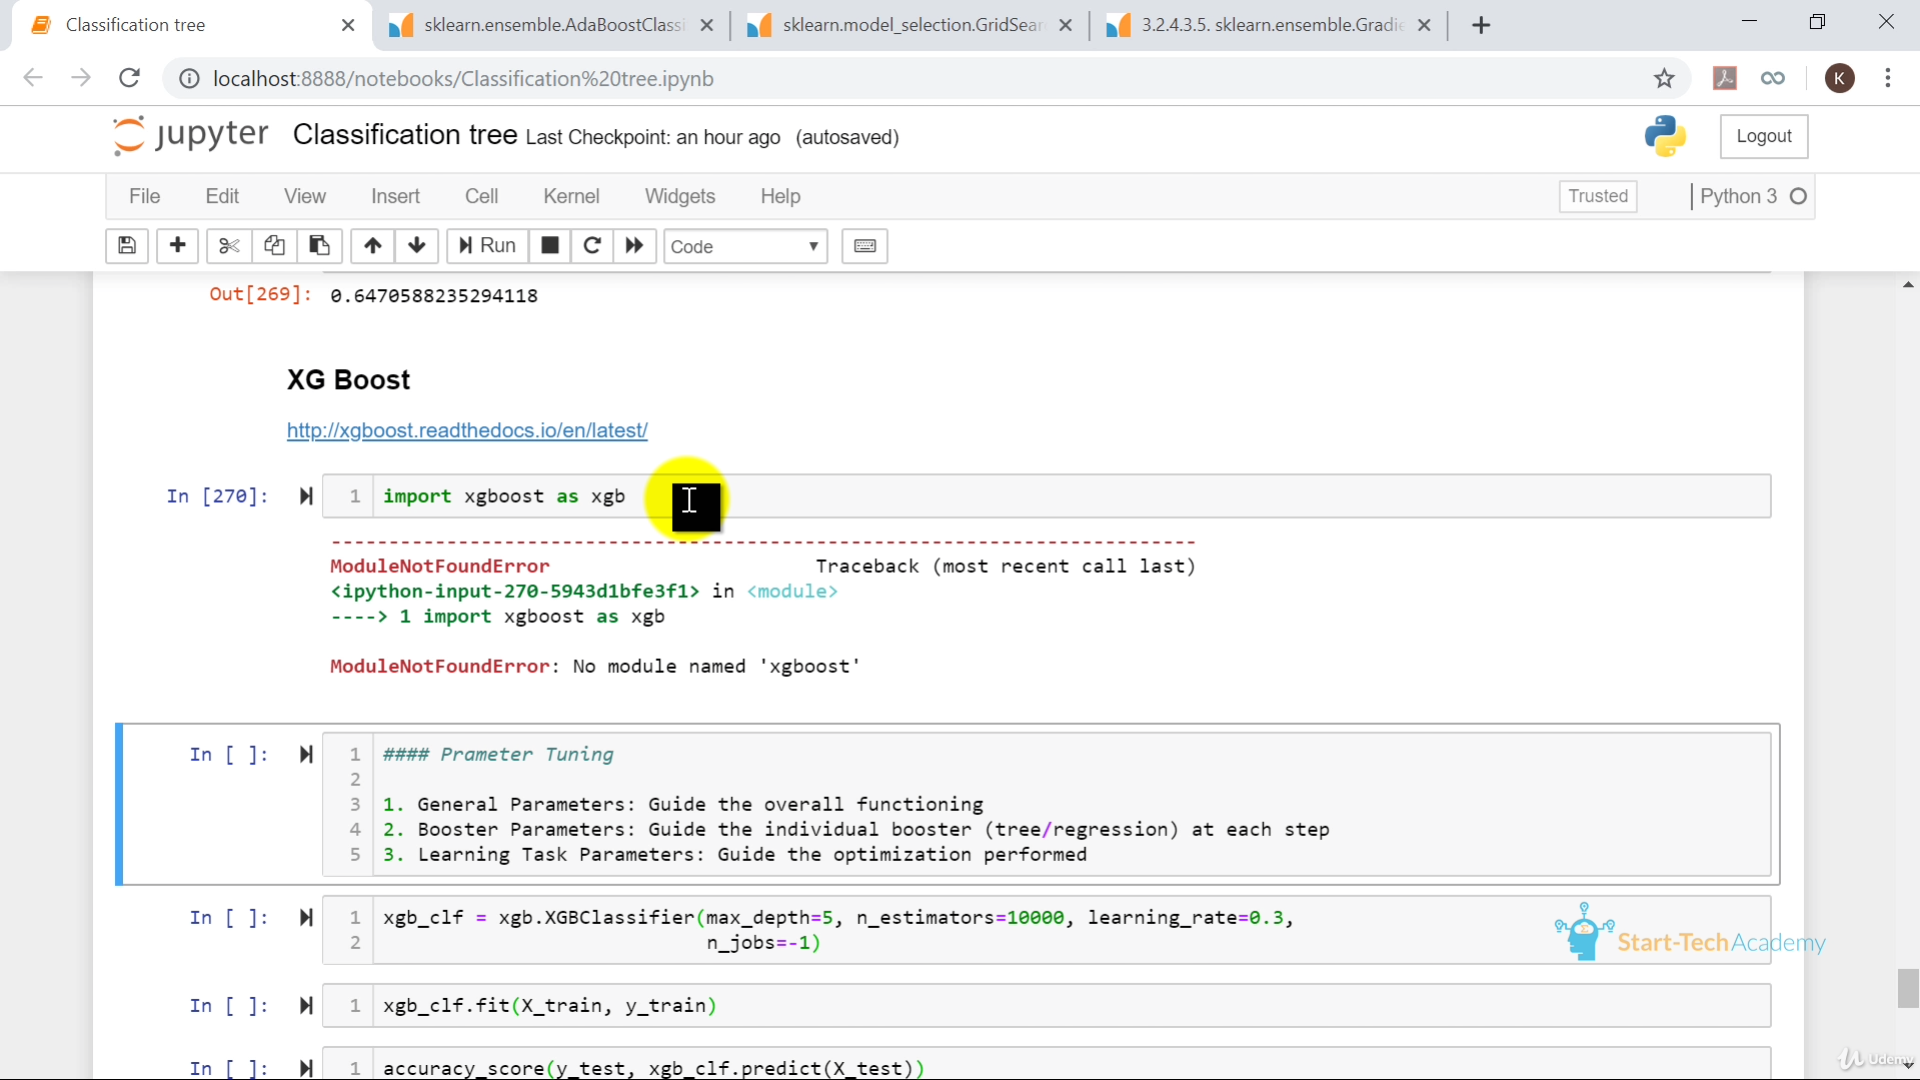 Classification tree
sklearn.ensemble.AdaBoostClassi
sklearn.model_selection.GridSear
3.2.4.3.5. sklearn.ensemble.Gradie
localhost:8888/notebooks/Classification%20tree.ipynb
K
jupyter Classification tree Last Checkpoint: an hour ago (autosaved)
Logout
File Edit View Insert Cell Kernel Widgets Help
Trusted
Python 3
Run
Code
Out[269]: 0.6470588235294118
XG Boost
http://xgboost.readthedocs.io/en/latest/
In [270]: 1 import xgboost as xgb
---------------------------------------------------------------------------
ModuleNotFoundError Traceback (most recent call last)
<ipython-input-270-5943d1bfe3f1> in <module>
----> 1 import xgboost as xgb
ModuleNotFoundError: No module named 'xgboost'
In [ ]: 1 #### Prameter Tuning
2
3 1. General Parameters: Guide the overall functioning
4 2. Booster Parameters: Guide the individual booster (tree/regression) at each step
5 3. Learning Task Parameters: Guide the optimization performed
In [ ]: 1 xgb_clf = xgb.XGBClassifier(max_depth=5, n_estimators=10000, learning_rate=0.3,
2 n_jobs=-1)
Start-TechAcademy
In [ ]: 1 xgb_clf.fit(X_train, y_train)
In [ ]: 1 accuracy_score(y_test, xgb_clf.predict(X_test))
Udemy